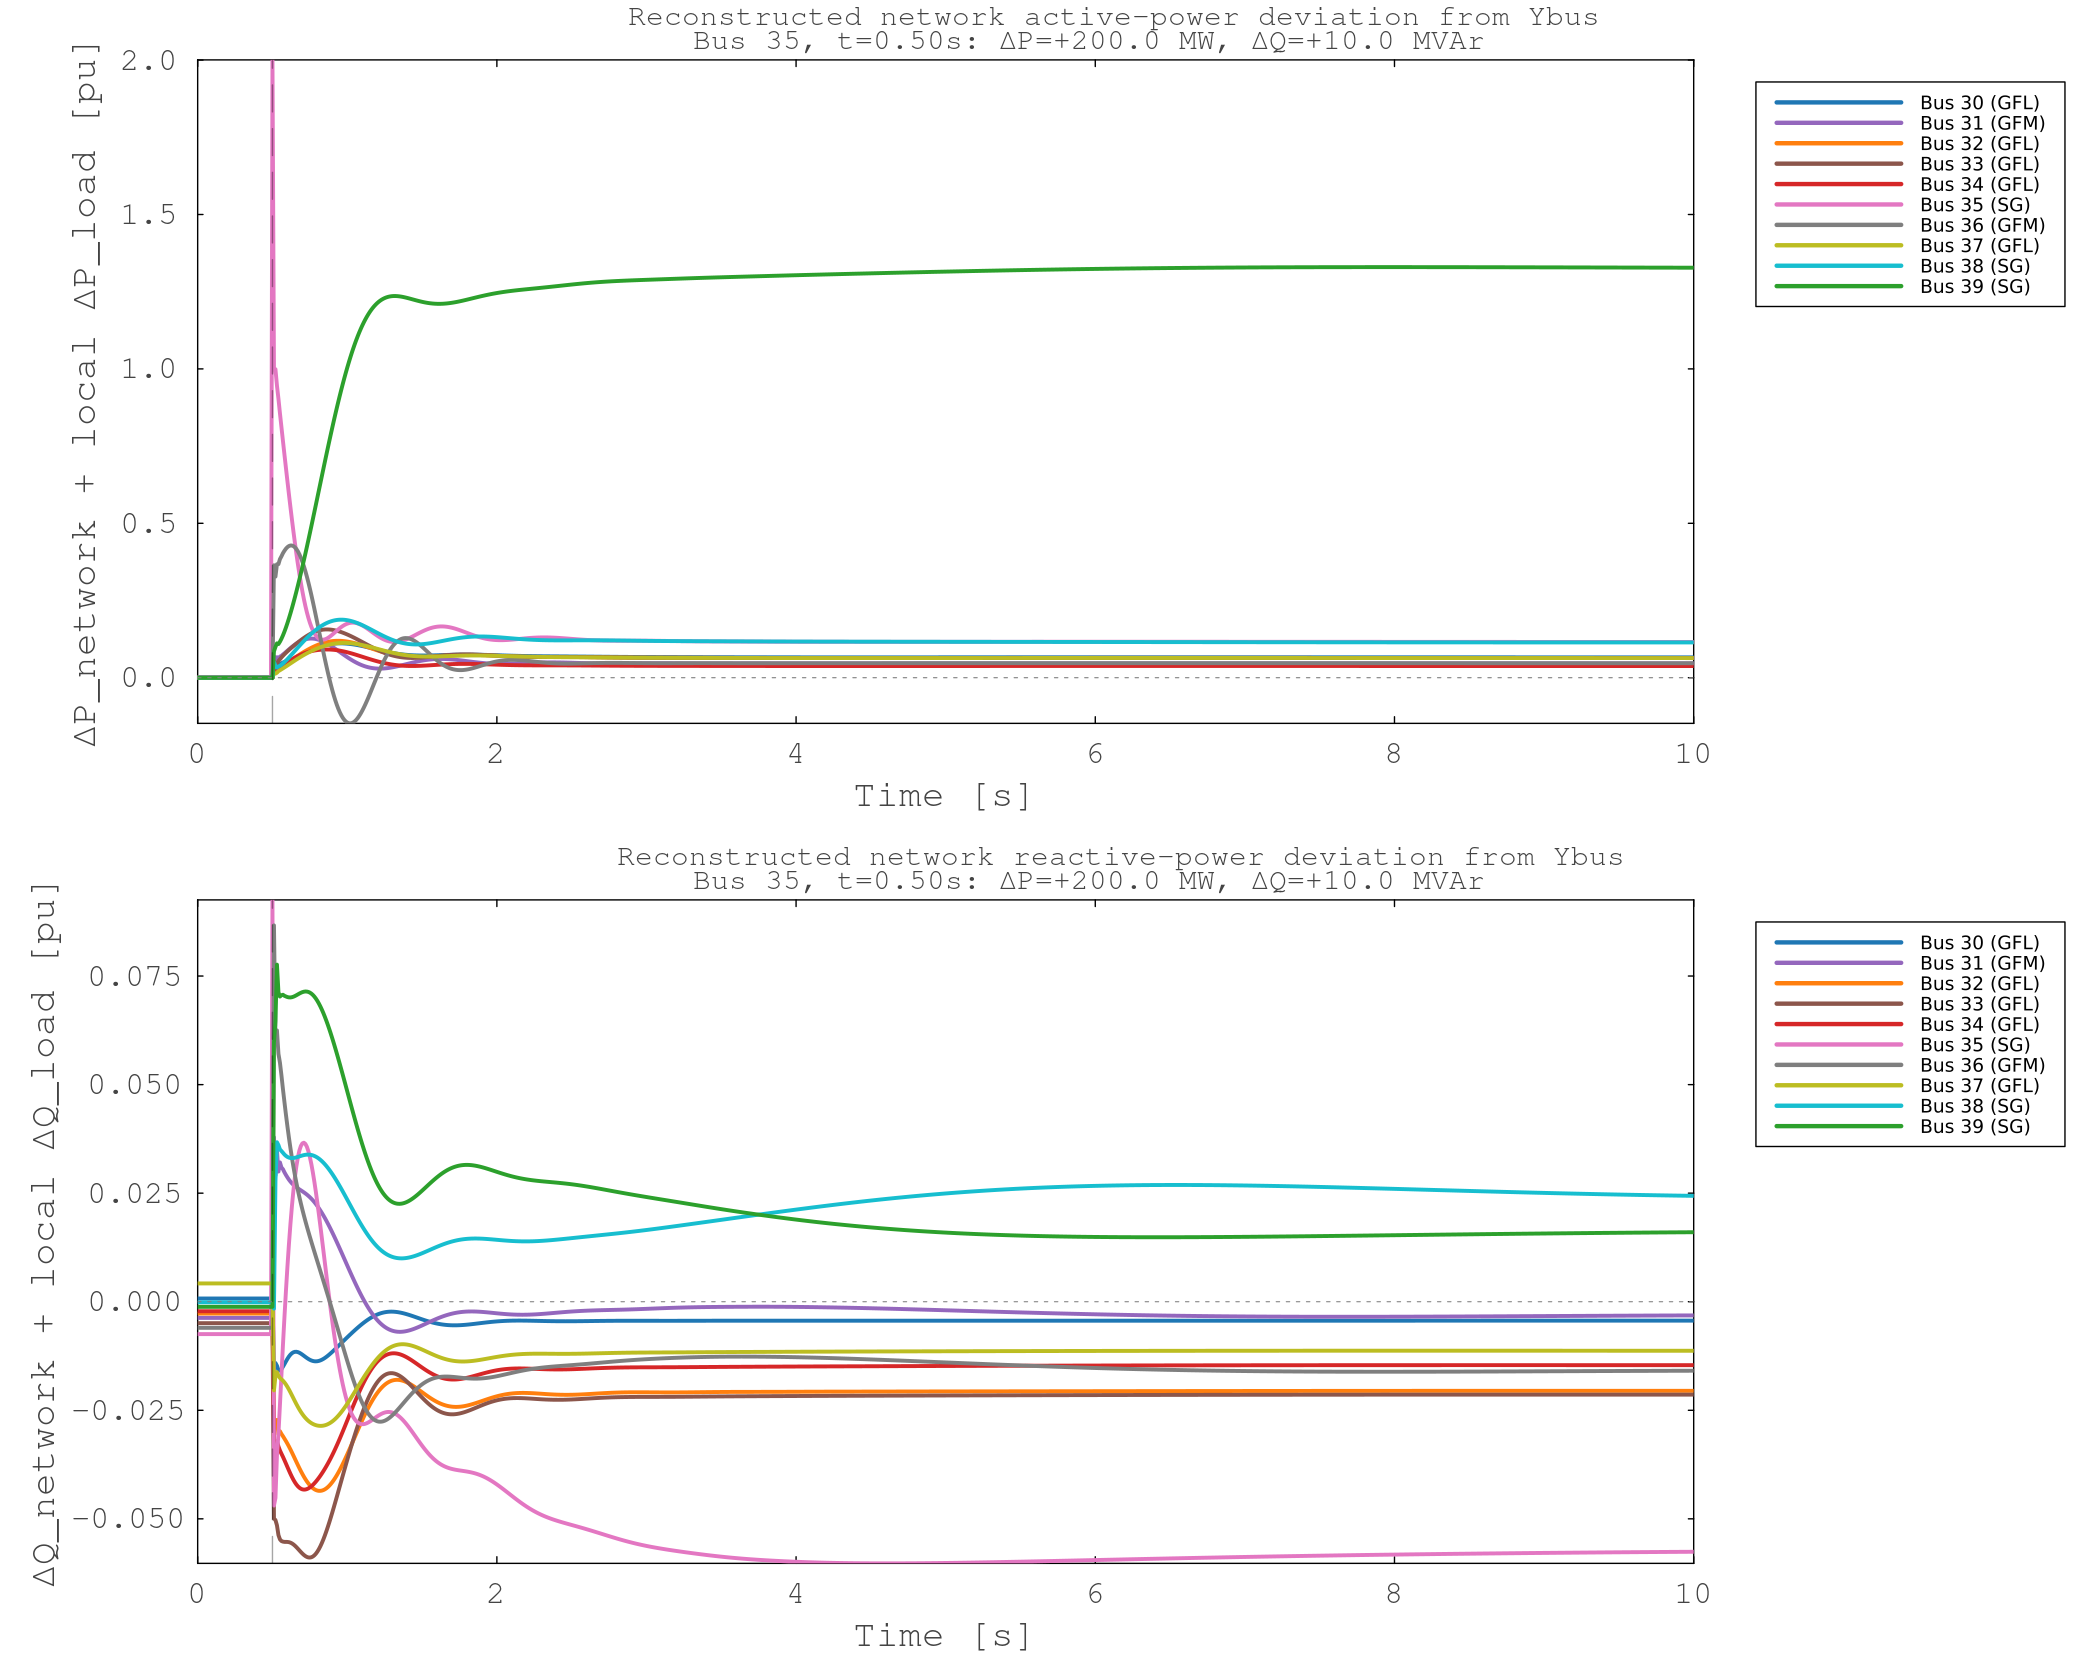 Reconstructed network active-power deviation from Ybus
Bus 35, t=0.50s: ΔP=+200.0 MW, ΔQ=+10.0 MVAr
ΔP_network + local ΔP_load [pu]
2.0
1.5
1.0
0.5
0.0
0 2 4 6 8 10
Time [s]
Bus 30 (GFL)
Bus 31 (GFM)
Bus 32 (GFL)
Bus 33 (GFL)
Bus 34 (GFL)
Bus 35 (SG)
Bus 36 (GFM)
Bus 37 (GFL)
Bus 38 (SG)
Bus 39 (SG)
Reconstructed network reactive-power deviation from Ybus
Bus 35, t=0.50s: ΔP=+200.0 MW, ΔQ=+10.0 MVAr
ΔQ_network + local ΔQ_load [pu]
0.075
0.050
0.025
0.000
−0.025
−0.050
0 2 4 6 8 10
Time [s]
Bus 30 (GFL)
Bus 31 (GFM)
Bus 32 (GFL)
Bus 33 (GFL)
Bus 34 (GFL)
Bus 35 (SG)
Bus 36 (GFM)
Bus 37 (GFL)
Bus 38 (SG)
Bus 39 (SG)